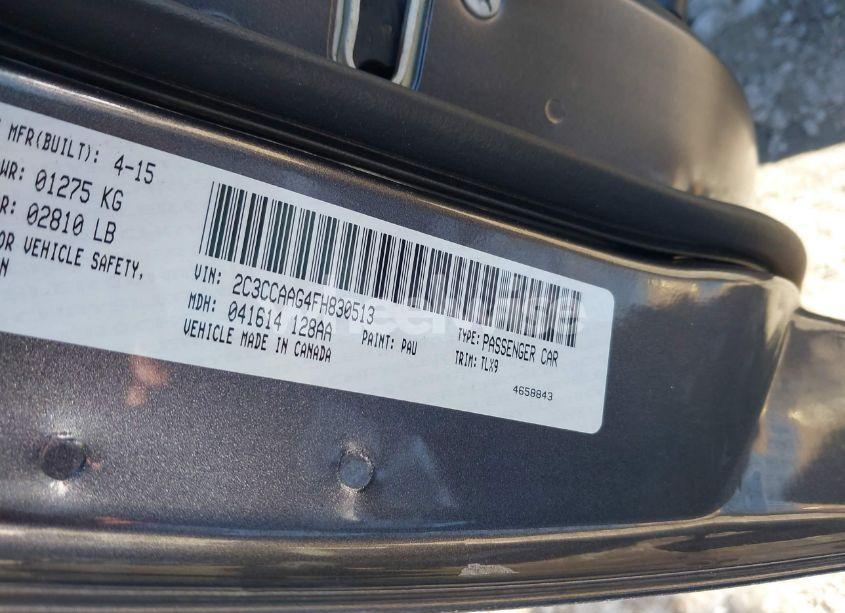 MFR(BUILT): 4-15
WR: 01275 KG
R: 02810 LB
OR VEHICLE SAFETY,
N
VIN: 2C3CCAAG4FH830513
MDH: 041614 128AA
PAINT: PAU
TYPE: PASSENGER CAR
VEHICLE MADE IN CANADA
TRIM: TLX9
4658843